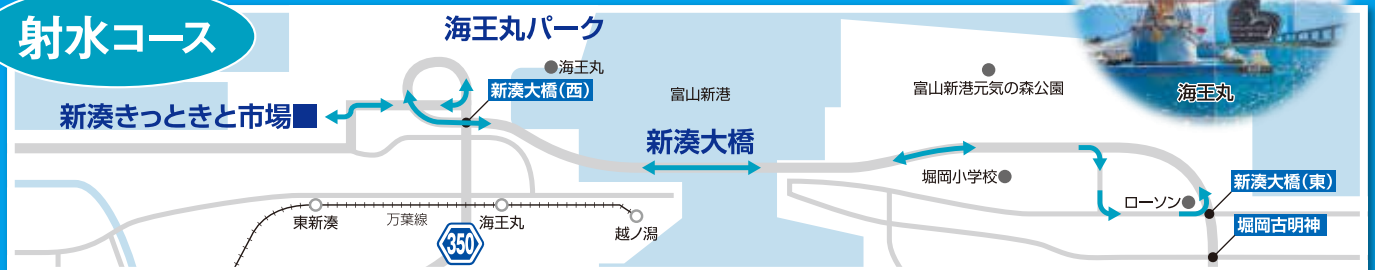 射水コース
海王丸パーク
海王丸
新湊大橋(西)
新湊きっときと市場
富山新港
新湊大橋
富山新港元気の森公園
海王丸
堀岡小学校
ローソン
新湊大橋(東)
堀岡古明神
東新湊
万葉線
海王丸
越ノ潟
350